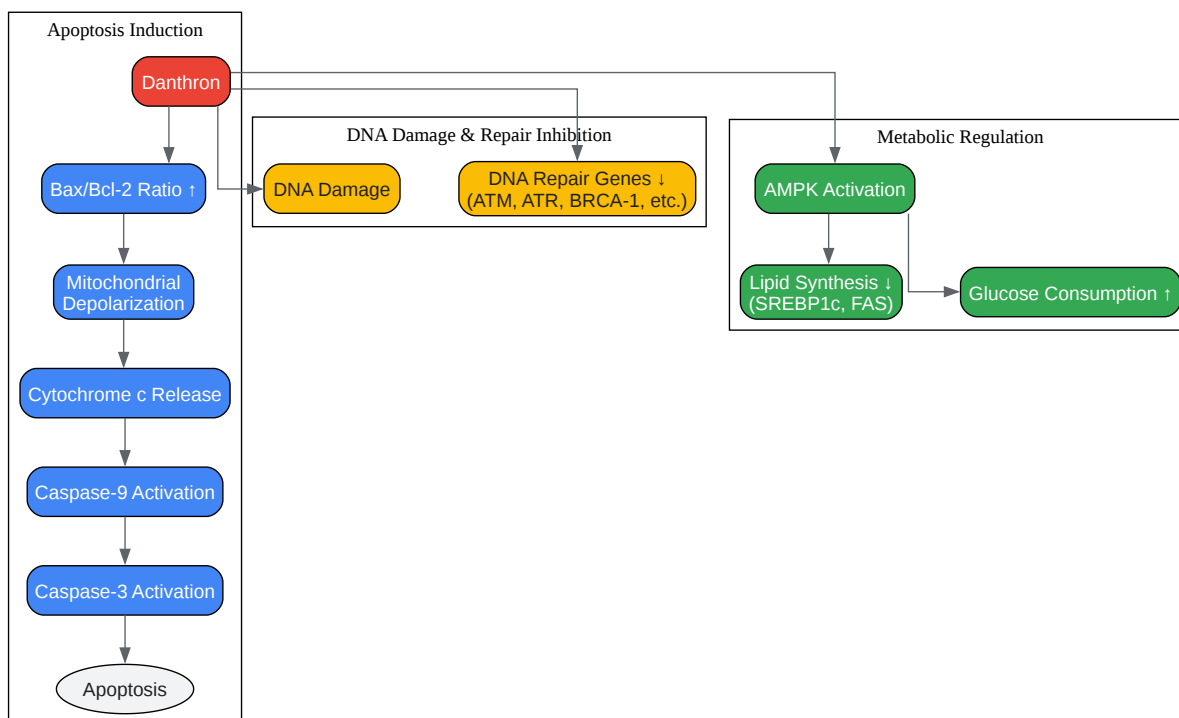 Apoptosis Induction
Danthron
Bax/Bcl-2 Ratio ↑
Mitochondrial
Depolarization
Cytochrome c Release
Caspase-9 Activation
Caspase-3 Activation
Apoptosis
DNA Damage & Repair Inhibition
DNA Damage
DNA Repair Genes ↓
(ATM, ATR, BRCA-1, etc.)
Metabolic Regulation
AMPK Activation
Lipid Synthesis ↓
(SREBP1c, FAS)
Glucose Consumption ↑